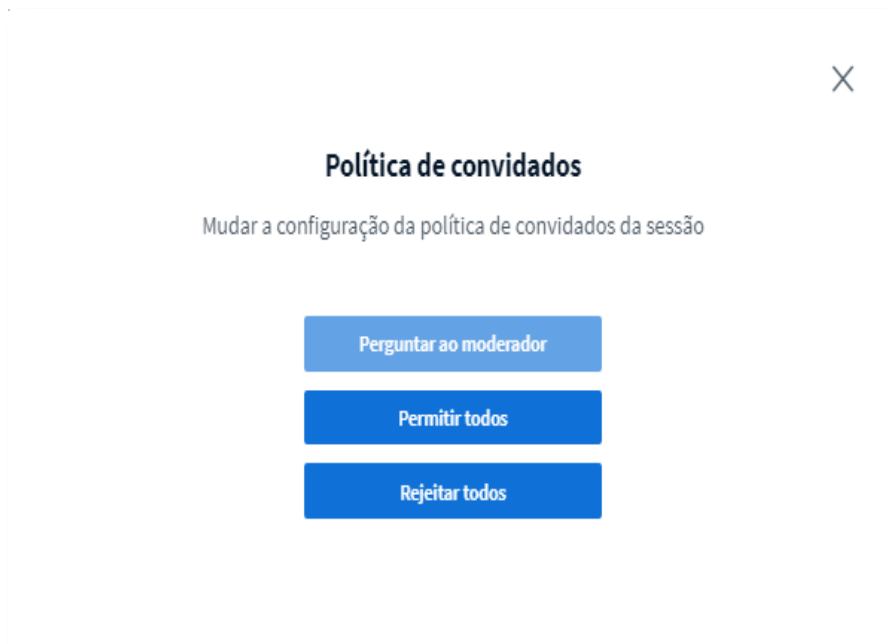 Política de convidados
Mudar a configuração da política de convidados da sessão
Perguntar ao moderador
Permitir todos
Rejeitar todos